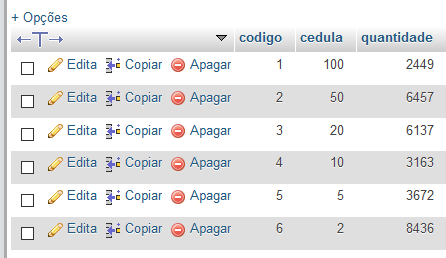 + Opções
←T→ codigo cedula quantidade
Edita Copiar Apagar 1 100 2449
Edita Copiar Apagar 2 50 6457
Edita Copiar Apagar 3 20 6137
Edita Copiar Apagar 4 10 3163
Edita Copiar Apagar 5 5 3672
Edita Copiar Apagar 6 2 8436